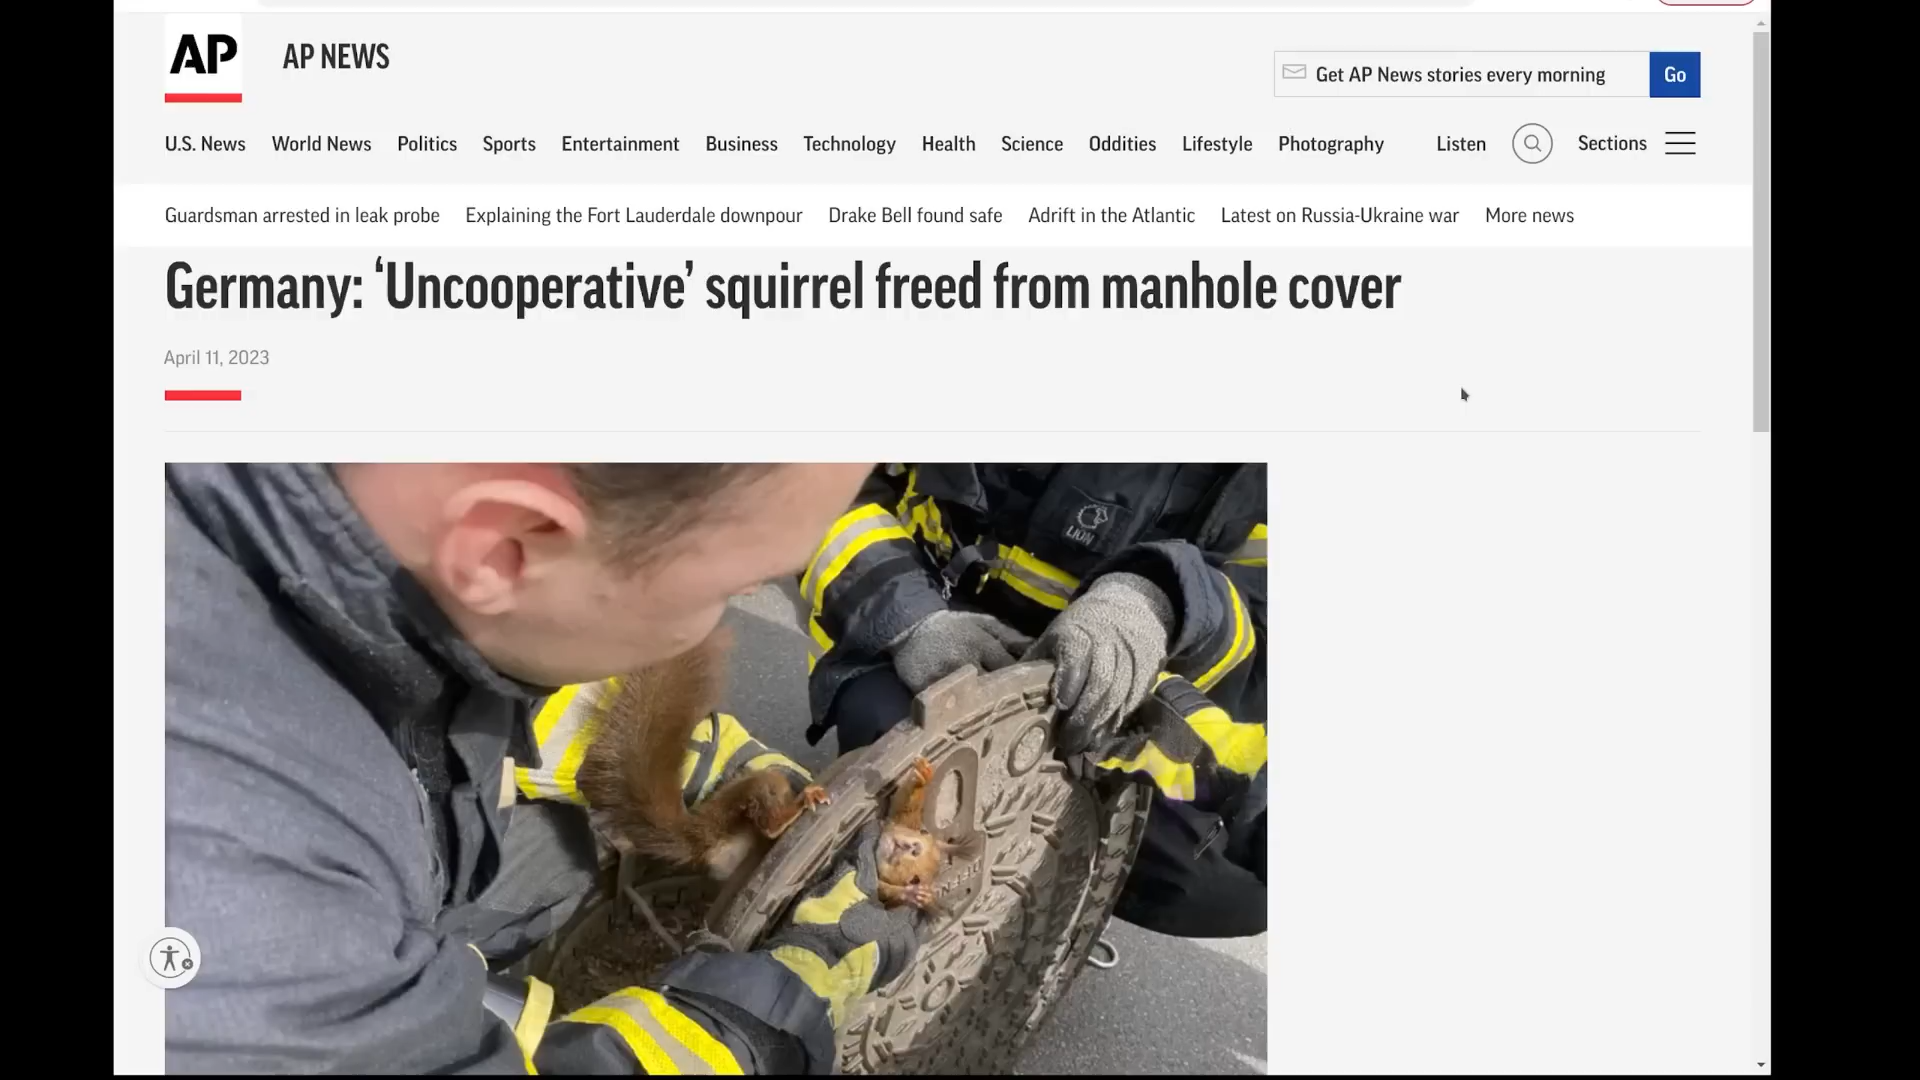 AP
AP NEWS
Get AP News stories every morning
Go
U.S. News World News Politics Sports Entertainment Business Technology Health Science Oddities Lifestyle Photography Listen Sections
Guardsman arrested in leak probe Explaining the Fort Lauderdale downpour Drake Bell found safe Adrift in the Atlantic Latest on Russia-Ukraine war More news
Germany: ‘Uncooperative’ squirrel freed from manhole cover
April 11, 2023
LION